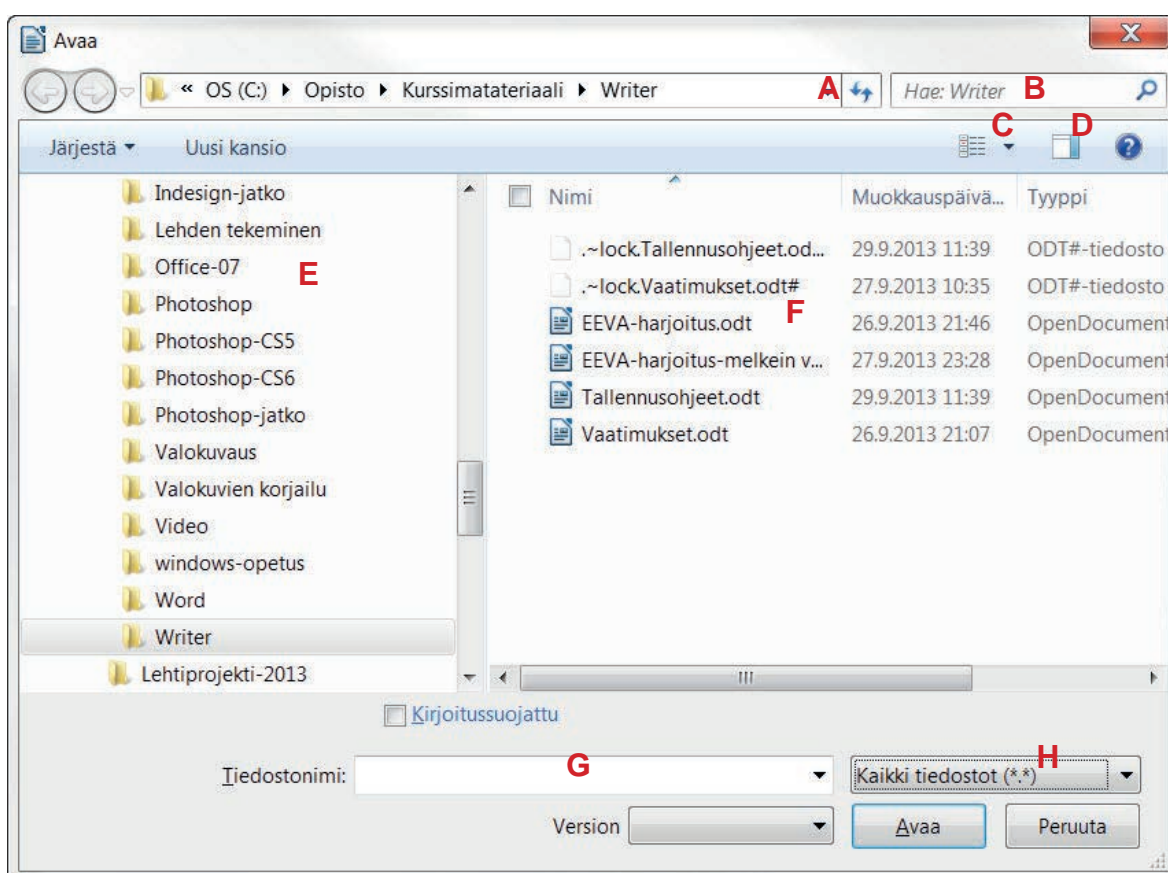 Avaa
« OS (C:) Opisto Kurssimatateriaali Writer A Hae: Writer B
C D
Järjestä Uusi kansio
Nimi Muokkauspäivä... Tyyppi
Indesign-jatko
Lehden tekeminen
Office-07 E
Photoshop
Photoshop-CS5
Photoshop-CS6
Photoshop-jatko
Valokuvaus
Valokuvien korjailu
Video
windows-opetus
Word
Writer
Lehtiprojekti-2013
.~lock.Tallennusohjeet.od... 29.9.2013 11:39 ODT#-tiedosto
.~lock.Vaatimukset.odt# 27.9.2013 10:35 ODT#-tiedosto
F
EEVA-harjoitus.odt 26.9.2013 21:46 OpenDocument
EEVA-harjoitus-melkein v... 27.9.2013 23:28 OpenDocument
Tallennusohjeet.odt 29.9.2013 11:39 OpenDocument
Vaatimukset.odt 26.9.2013 21:07 OpenDocument
Kirjoitussuojattu
Tiedostonimi: G Kaikki tiedostot (*.*) H
Version Avaa Peruuta